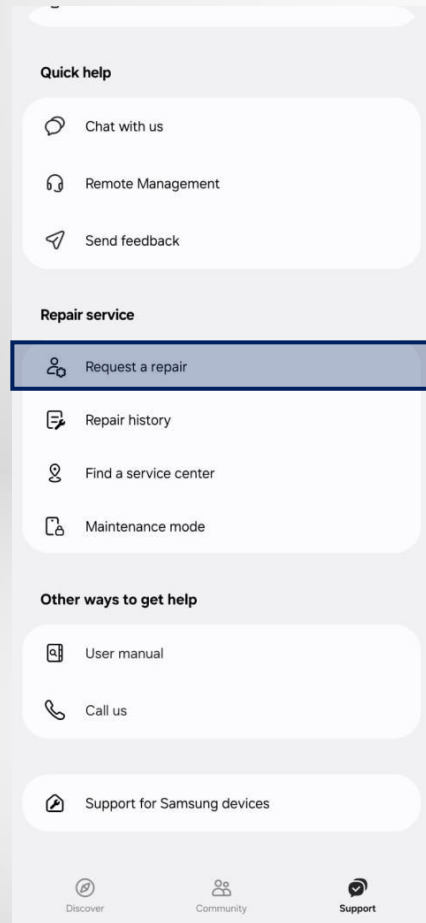 Quick help
Chat with us
Remote Management
Send feedback
Repair service
Request a repair
Repair history
Find a service center
Maintenance mode
Other ways to get help
User manual
Call us
Support for Samsung devices
Discover
Community
Support